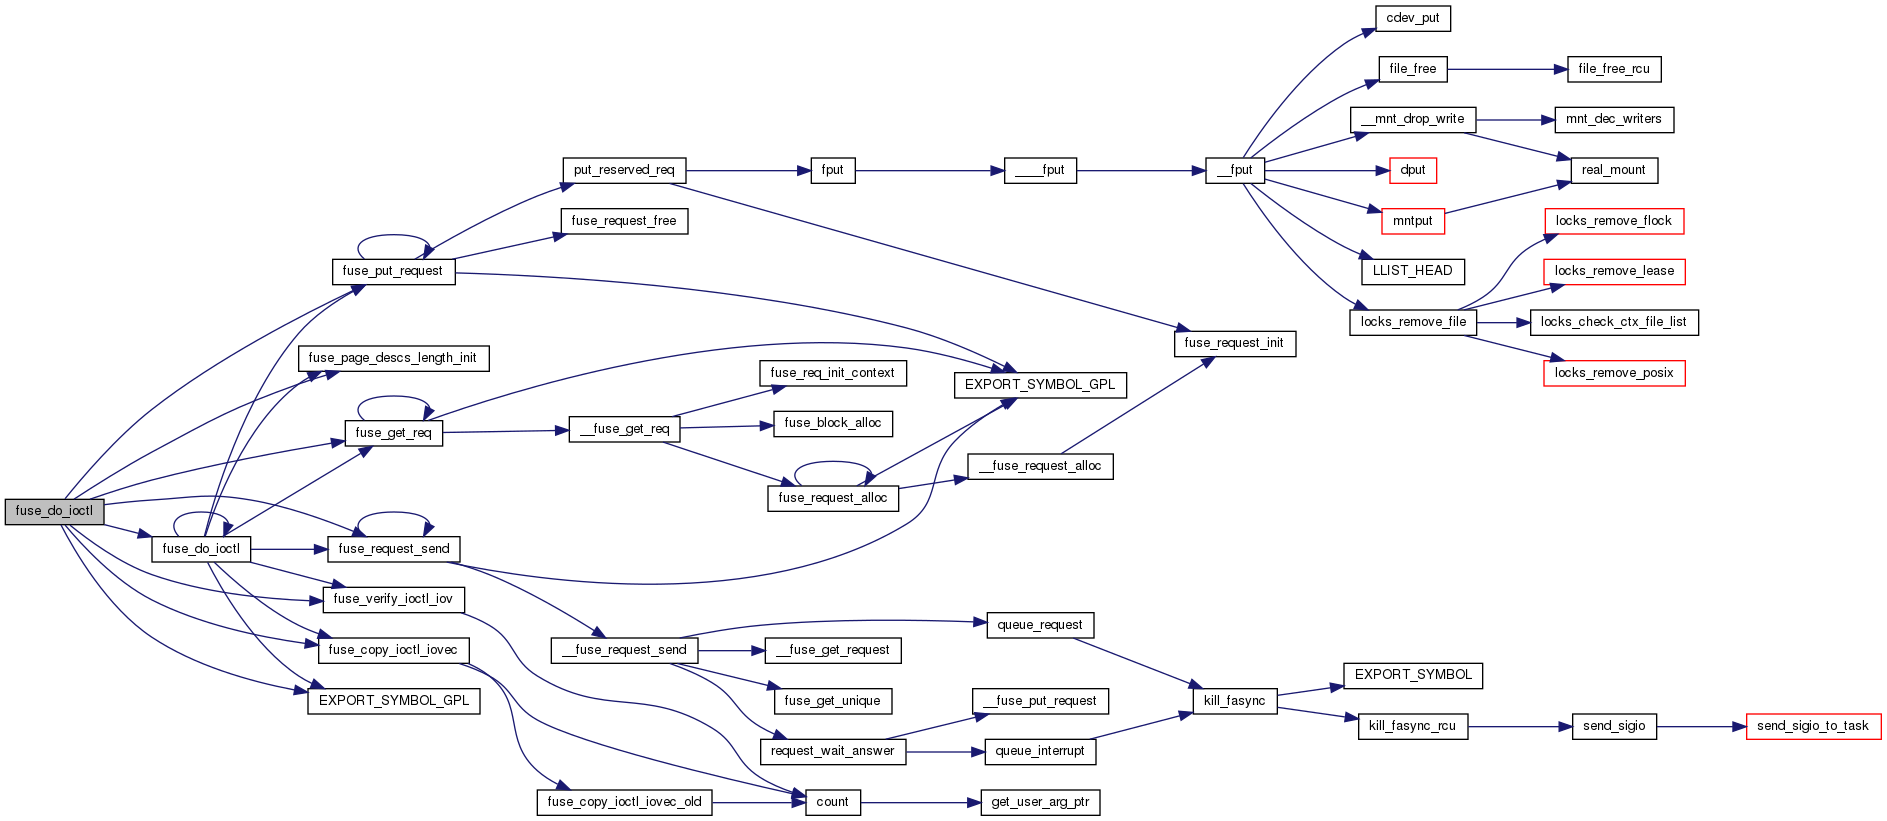 cdev_put
file_free
file_free_rcu
__mnt_drop_write
mnt_dec_writers
put_reserved_req
fput
____fput
__fput
dput
real_mount
fuse_request_free
mntput
locks_remove_flock
fuse_put_request
LLIST_HEAD
locks_remove_lease
locks_remove_file
locks_check_ctx_file_list
fuse_request_init
fuse_page_descs_length_init
fuse_req_init_context
EXPORT_SYMBOL_GPL
locks_remove_posix
fuse_get_req
__fuse_get_req
fuse_block_alloc
__fuse_request_alloc
fuse_request_alloc
fuse_do_ioctl
fuse_do_ioctl
fuse_request_send
fuse_verify_ioctl_iov
queue_request
fuse_copy_ioctl_iovec
__fuse_request_send
__fuse_get_request
EXPORT_SYMBOL
EXPORT_SYMBOL_GPL
fuse_get_unique
__fuse_put_request
kill_fasync
kill_fasync_rcu
send_sigio
send_sigio_to_task
request_wait_answer
queue_interrupt
fuse_copy_ioctl_iovec_old
count
get_user_arg_ptr